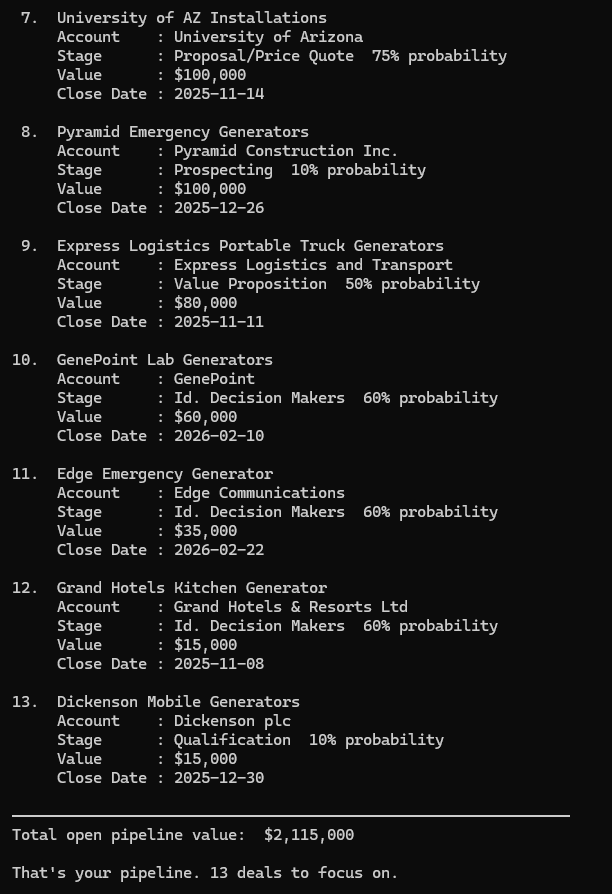 7. University of AZ Installations
Account : University of Arizona
Stage : Proposal/Price Quote 75% probability
Value : $100,000
Close Date : 2025-11-14
8. Pyramid Emergency Generators
Account : Pyramid Construction Inc.
Stage : Prospecting 10% probability
Value : $100,000
Close Date : 2025-12-26
9. Express Logistics Portable Truck Generators
Account : Express Logistics and Transport
Stage : Value Proposition 50% probability
Value : $80,000
Close Date : 2025-11-11
10. GenePoint Lab Generators
Account : GenePoint
Stage : Id. Decision Makers 60% probability
Value : $60,000
Close Date : 2026-02-10
11. Edge Emergency Generator
Account : Edge Communications
Stage : Id. Decision Makers 60% probability
Value : $35,000
Close Date : 2026-02-22
12. Grand Hotels Kitchen Generator
Account : Grand Hotels & Resorts Ltd
Stage : Id. Decision Makers 60% probability
Value : $15,000
Close Date : 2025-11-08
13. Dickenson Mobile Generators
Account : Dickenson plc
Stage : Qualification 10% probability
Value : $15,000
Close Date : 2025-12-30
Total open pipeline value: $2,115,000
That's your pipeline. 13 deals to focus on.